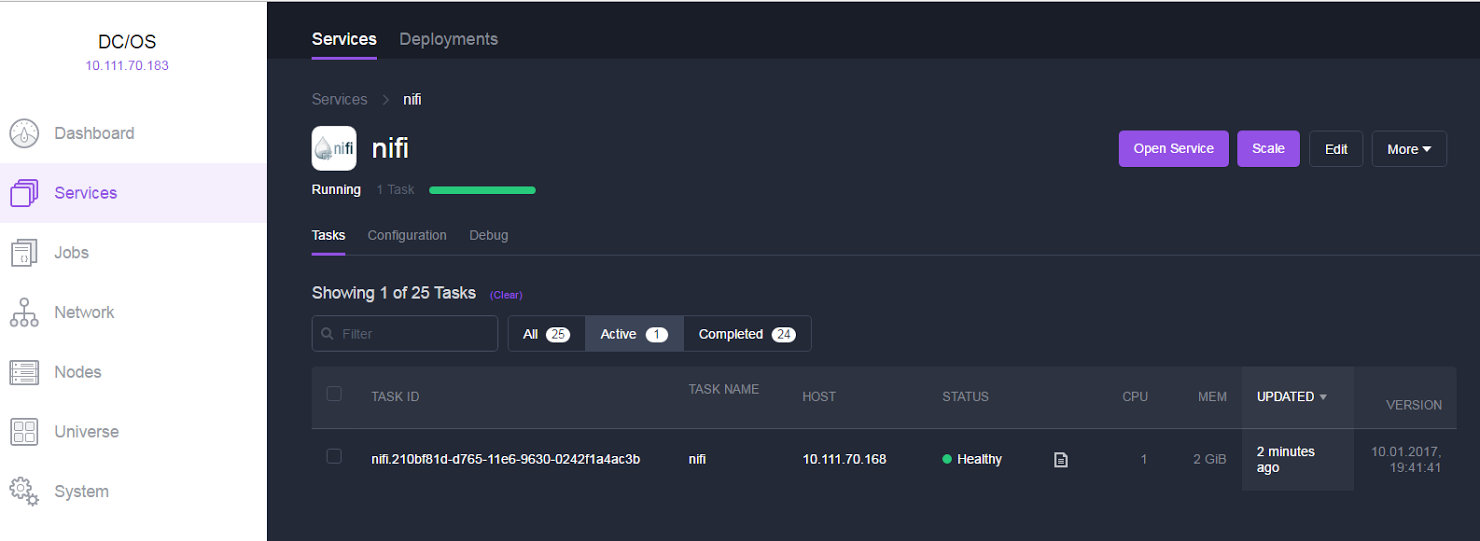 DC/OS
10.111.70.183
Dashboard
Services
Jobs
Network
Nodes
Universe
System
Services Deployments
Services > nifi
nifi
nifi
Open Service Scale Edit More
Running 1 Task
Tasks Configuration Debug
Showing 1 of 25 Tasks (Clear)
Filter All 25 Active 1 Completed 24
TASK ID TASK NAME HOST STATUS CPU MEM UPDATED VERSION
nifi.210bf81d-d765-11e6-9630-0242f1a4ac3b nifi 10.111.70.168 Healthy 1 2 GiB 2 minutes ago 10.01.2017, 19:41:41